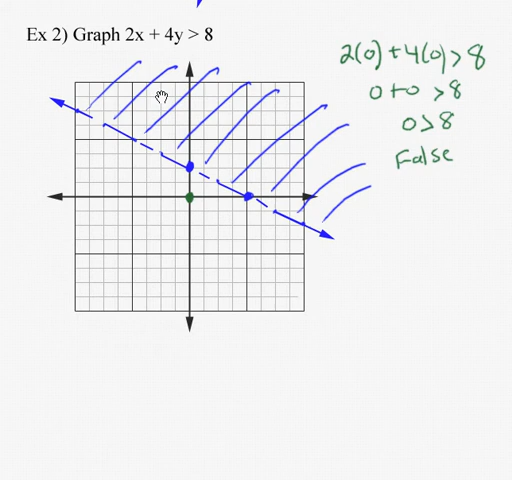 Ex 2) Graph 2x + 4y > 8
2(0) + 4(0) > 8
0 + 0 > 8
0 > 8
False